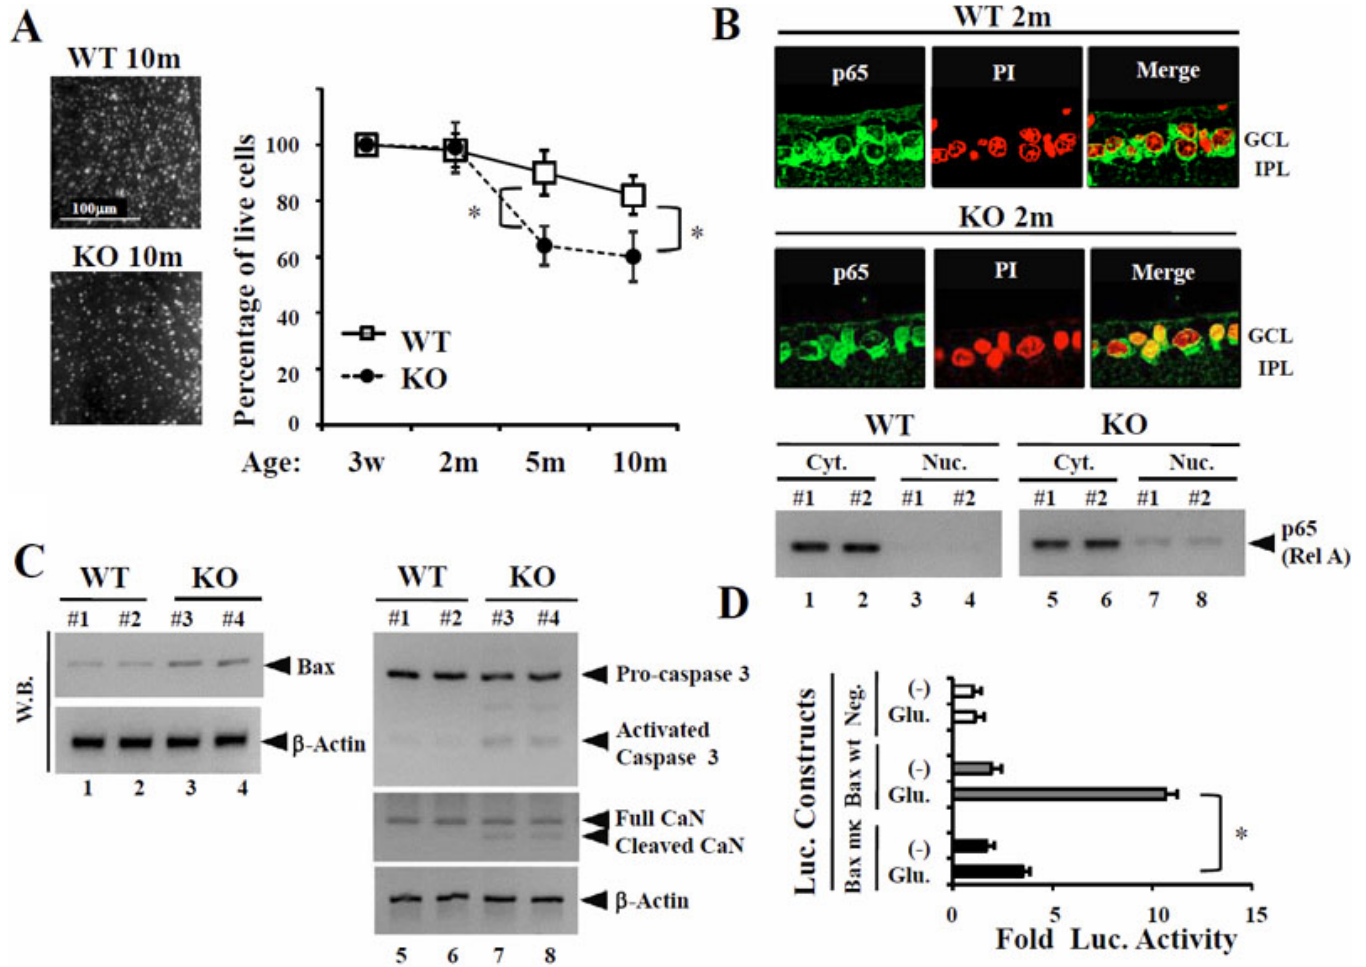 A
WT 10m
100μm
KO 10m
Percentage of live cells
100
80
60
40
20
0
*
*
WT
KO
Age: 3w 2m 5m 10m
B
WT 2m
p65 PI Merge
GCL
IPL
KO 2m
p65 PI Merge
GCL
IPL
WT KO
Cyt. Nuc. Cyt. Nuc.
#1 #2 #1 #2 #1 #2 #1 #2
p65
(Rel A)
1 2 3 4 5 6 7 8
C
WT KO
#1 #2 #3 #4
W.B.
Bax
β-Actin
1 2 3 4
WT KO
#1 #2 #3 #4
Pro-caspase 3
Activated
Caspase 3
Full CaN
Cleaved CaN
β-Actin
5 6 7 8
D
Luc. Constructs
Neg.
(-)
Glu.
Bax wt
(-)
Glu.
Bax mκ
(-)
Glu.
*
0 5 10 15
Fold Luc. Activity